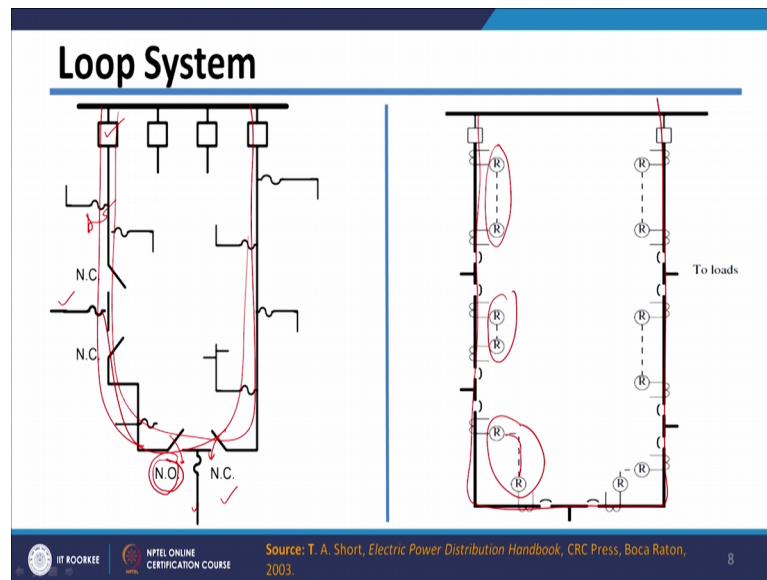 Loop System
N.C.
N.C.
N.O.
N.C.
R
R
R
R
R
R
R
R
R
R
R
R
To loads
IIT ROORKEE
NPTEL ONLINE
CERTIFICATION COURSE
NPTEL
Source: T. A. Short, Electric Power Distribution Handbook, CRC Press, Boca Raton,
2003.
8